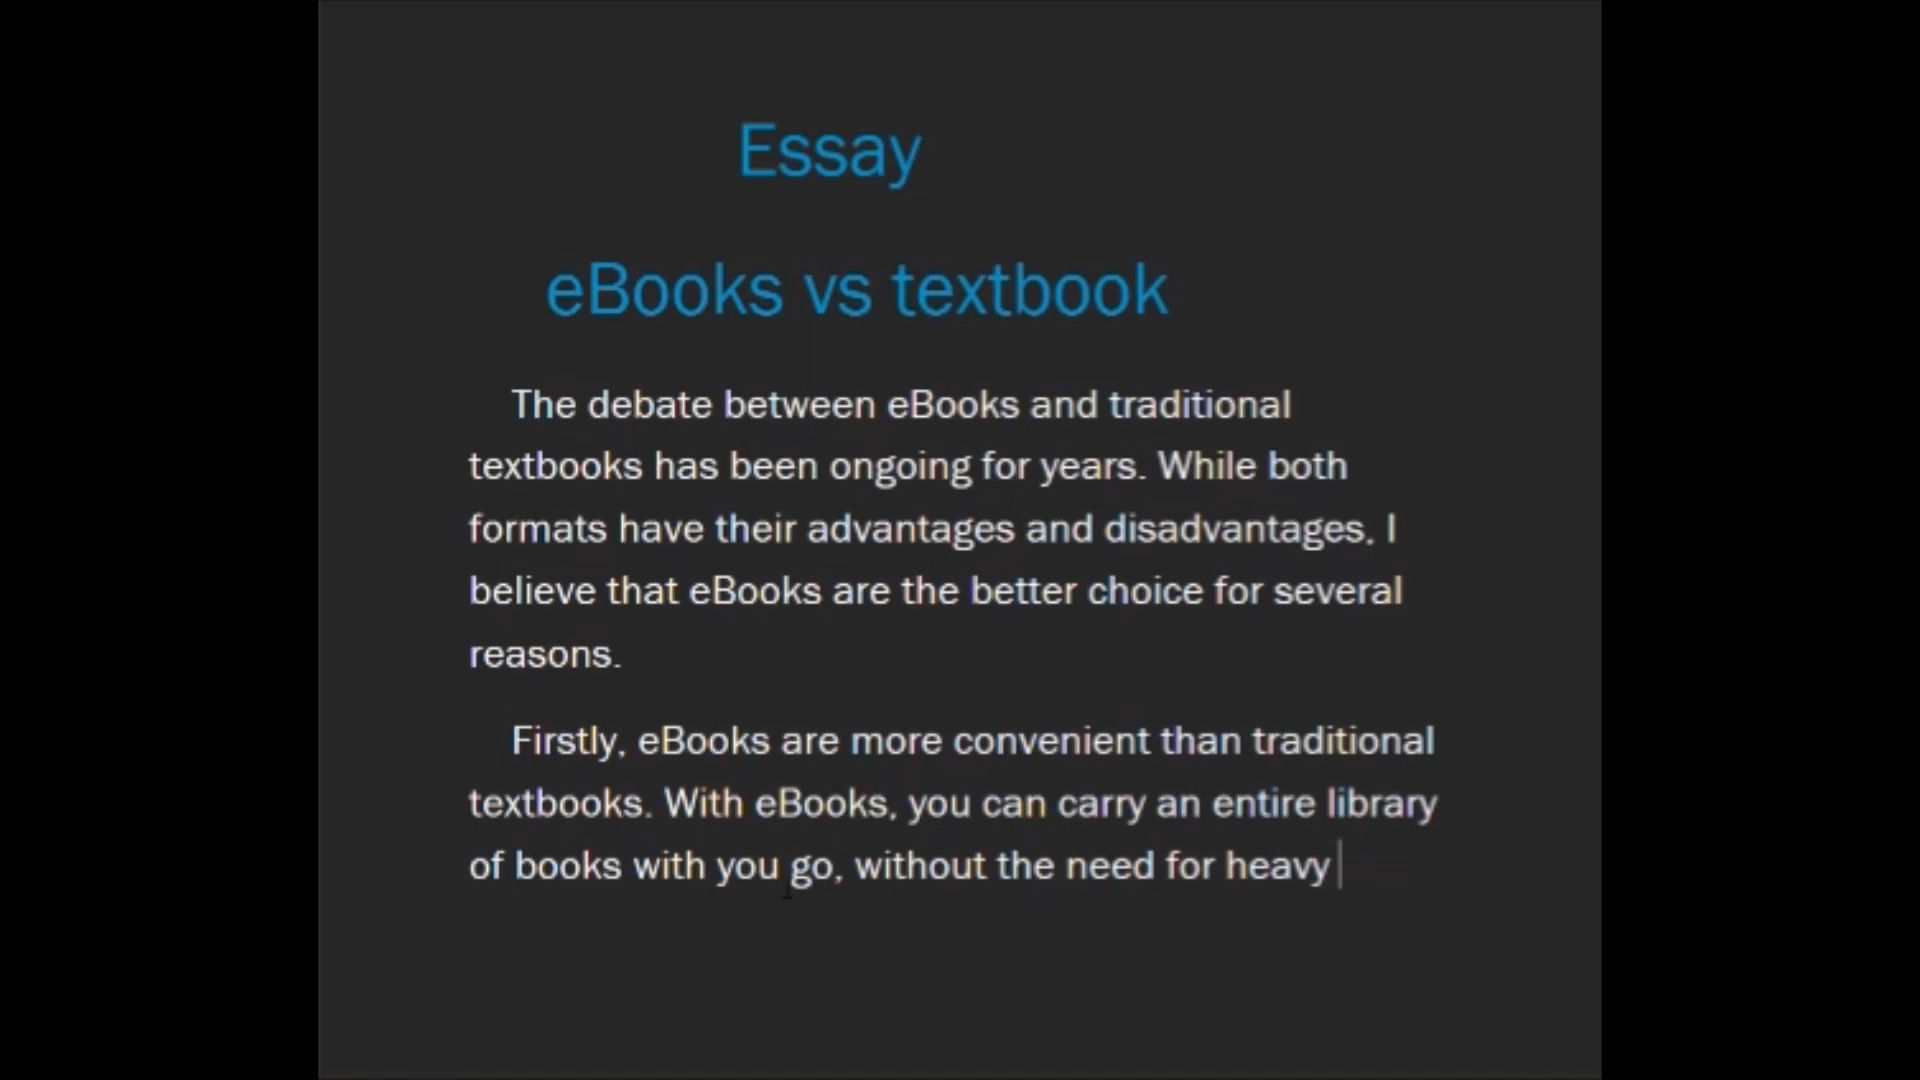 Essay
eBooks vs textbook
The debate between eBooks and traditional
textbooks has been ongoing for years. While both
formats have their advantages and disadvantages, I
believe that eBooks are the better choice for several
reasons.
Firstly, eBooks are more convenient than traditional
textbooks. With eBooks, you can carry an entire library
of books with you go, without the need for heavy